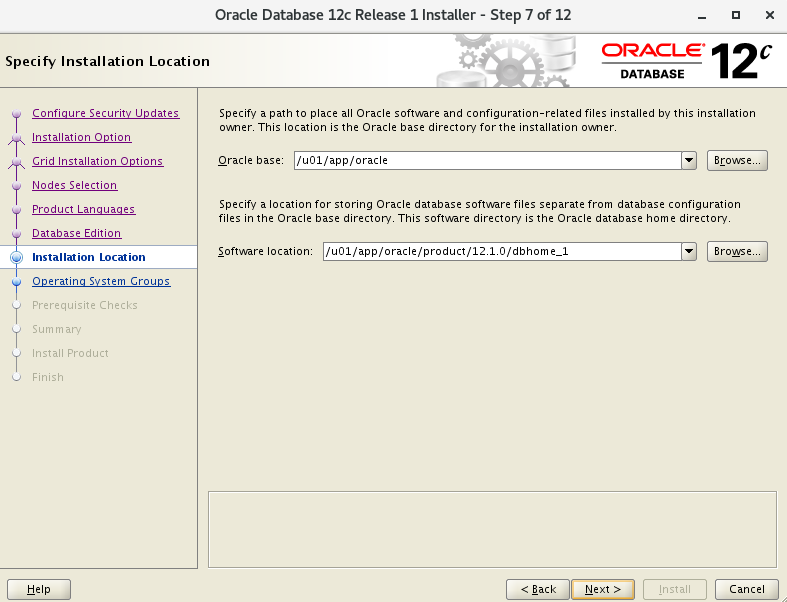 Oracle Database 12c Release 1 Installer - Step 7 of 12
Specify Installation Location
ORACLE
DATABASE
12c
Configure Security Updates
Installation Option
Grid Installation Options
Nodes Selection
Product Languages
Database Edition
Installation Location
Operating System Groups
Prerequisite Checks
Summary
Install Product
Finish
Specify a path to place all Oracle software and configuration-related files installed by this installation
owner. This location is the Oracle base directory for the installation owner.
Oracle base: /u01/app/oracle Browse...
Specify a location for storing Oracle database software files separate from database configuration
files in the Oracle base directory. This software directory is the Oracle database home directory.
Software location: /u01/app/oracle/product/12.1.0/dbhome_1 Browse...
Help < Back Next > Install Cancel